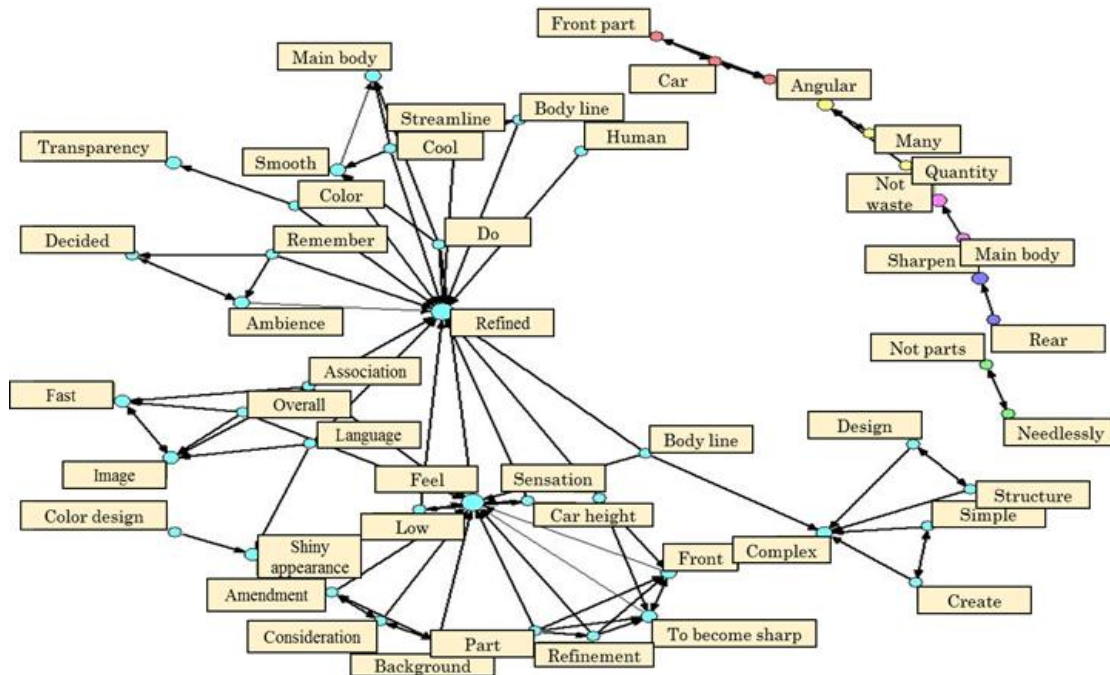 Front part
Main body
Car
Angular
Streamline
Body line
Human
Transparency
Smooth
Cool
Many
Quantity
Not
waste
Color
Decided
Remember
Do
Sharpen
Main body
Ambience
Refined
Rear
Not parts
Association
Fast
Overall
Language
Body line
Design
Needlessly
Image
Feel
Sensation
Structure
Color design
Low
Car height
Simple
Shiny
appearance
Front
Complex
Amendment
Create
Consideration
Part
To become sharp
Refinement
Background